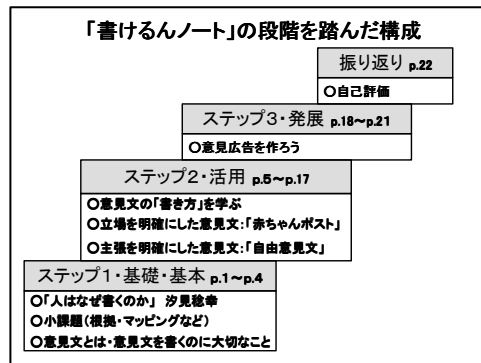 「書けるんノート」の段階を踏んだ構成
振り返り p.22
○自己評価
ステップ3・発展 p.18～p.21
○意見広告を作ろう
ステップ2・活用 p.5～p.17
○意見文の「書き方」を学ぶ
○立場を明確にした意見文:「赤ちゃんポスト」
○主張を明確にした意見文:「自由意見文」
ステップ1・基礎・基本 p.1～p.4
○「人はなぜ書くのか」 汐見稔幸
○小課題(根拠・マッピングなど)
○意見文とは・意見文を書くのに大切なこと